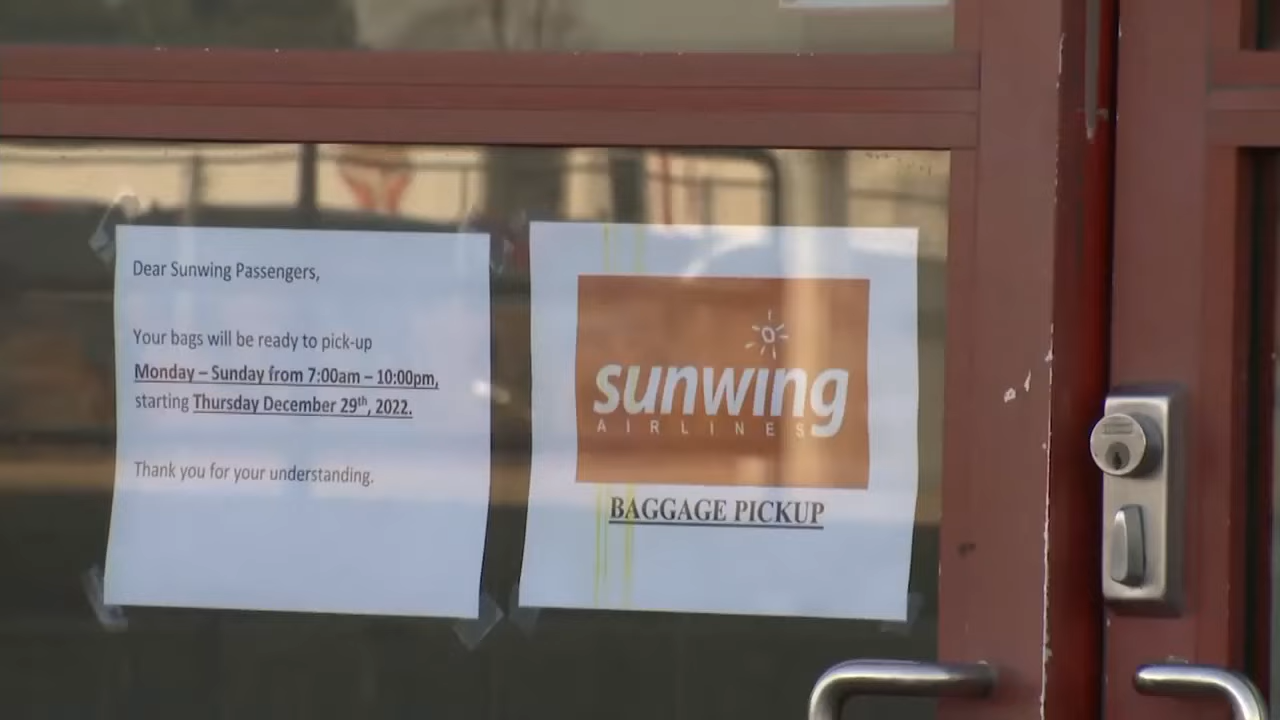 Dear Sunwing Passengers,
Your bags will be ready to pick-up
Monday – Sunday from 7:00am – 10:00pm,
starting Thursday December 29th, 2022.
Thank you for your understanding.
sunwing
AIRLINES
BAGGAGE PICKUP